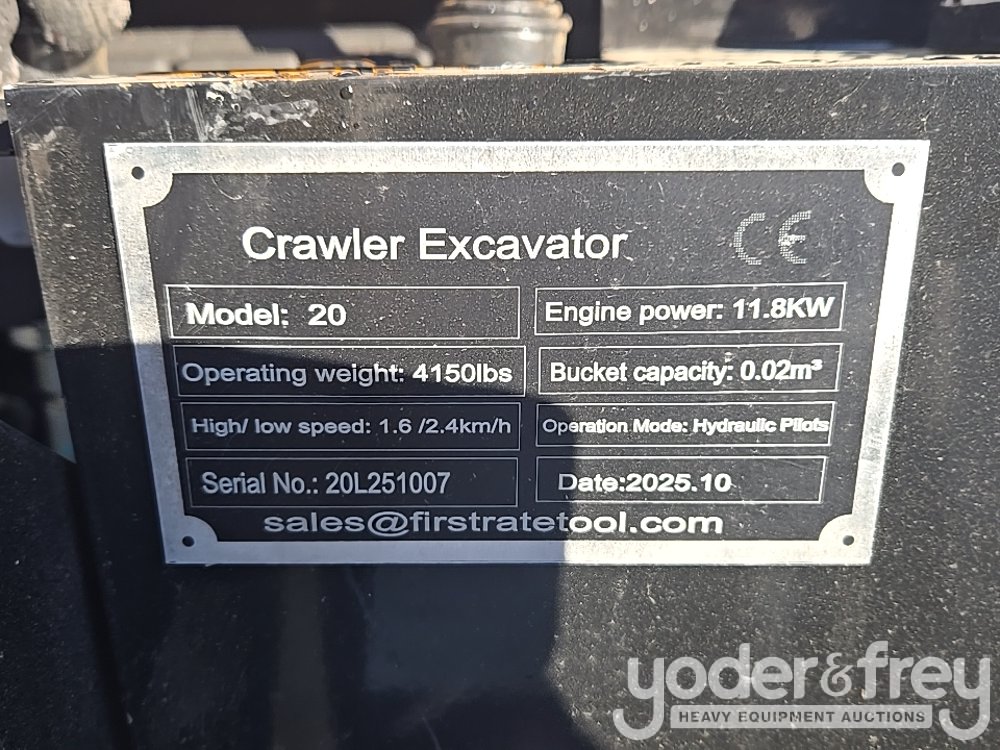 Crawler Excavator CE
Model: 20
Engine power: 11.8KW
Operating weight: 4150lbs
Bucket capacity: 0.02m³
High/ low speed: 1.6 /2.4km/h
Operation Mode: Hydraulic Pilots
Serial No.: 20L251007
Date:2025.10
sales@firstratetool.com
yoder&frey
HEAVY EQUIPMENT AUCTIONS